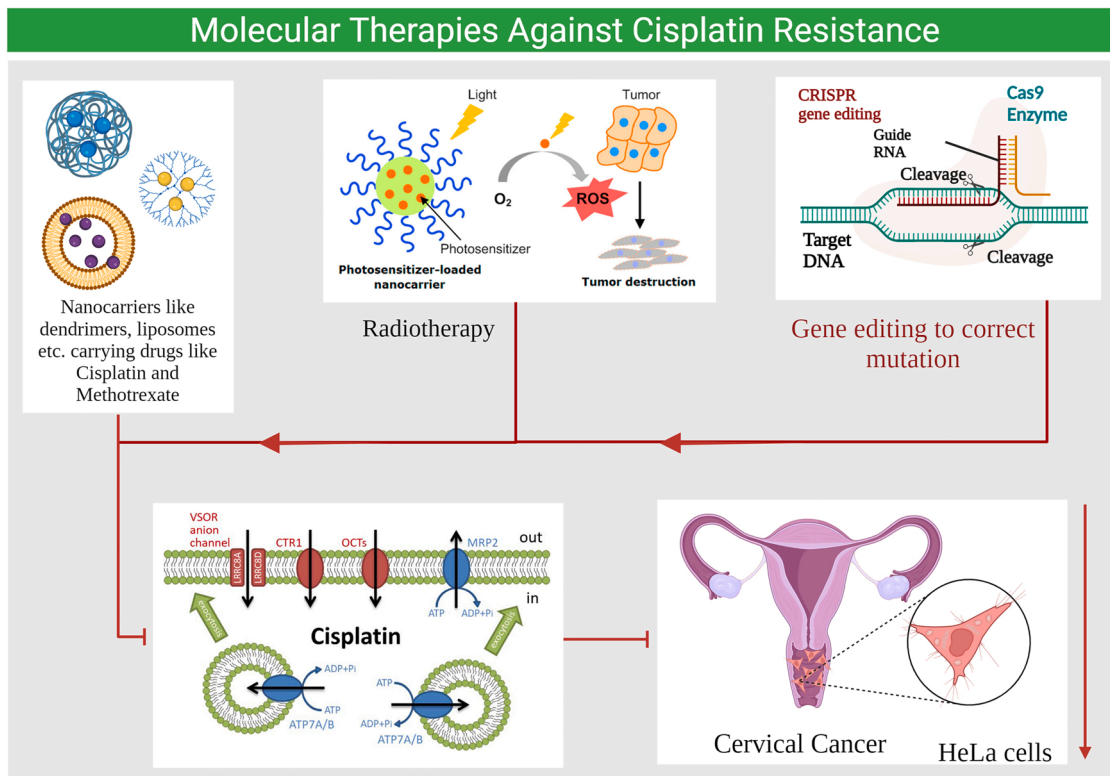 Molecular Therapies Against Cisplatin Resistance
Nanocarriers like
dendrimers, liposomes
etc. carrying drugs like
Cisplatin and
Methotrexate
Light
Tumor
O₂
ROS
Photosensitizer
Photosensitizer-loaded
nanocarrier
Tumor destruction
Radiotherapy
CRISPR
gene editing
Cas9
Enzyme
Guide
RNA
Cleavage
Target
DNA
Cleavage
Gene editing to correct
mutation
VSOR
anion
channel
LRRC8A
LRRC8D
CTR1
OCTs
MRP2
out
in
ATP
ADP+Pi
exocytosis
Cisplatin
exocytosis
ADP+Pi
ATP
ATP7A/B
ATP
ADP+Pi
ATP7A/B
Cervical Cancer
HeLa cells